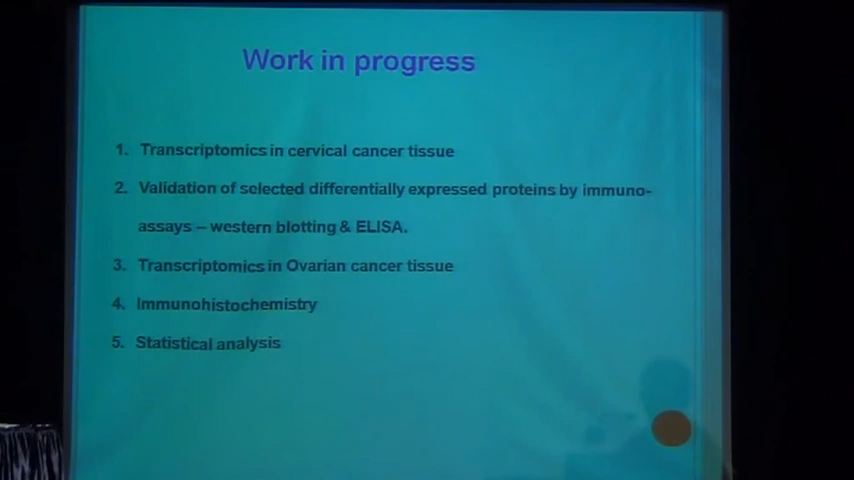 Work in progress
1. Transcriptomics in cervical cancer tissue
2. Validation of selected differentially expressed proteins by immuno-
assays – western blotting & ELISA.
3. Transcriptomics in Ovarian cancer tissue
4. Immunohistochemistry
5. Statistical analysis